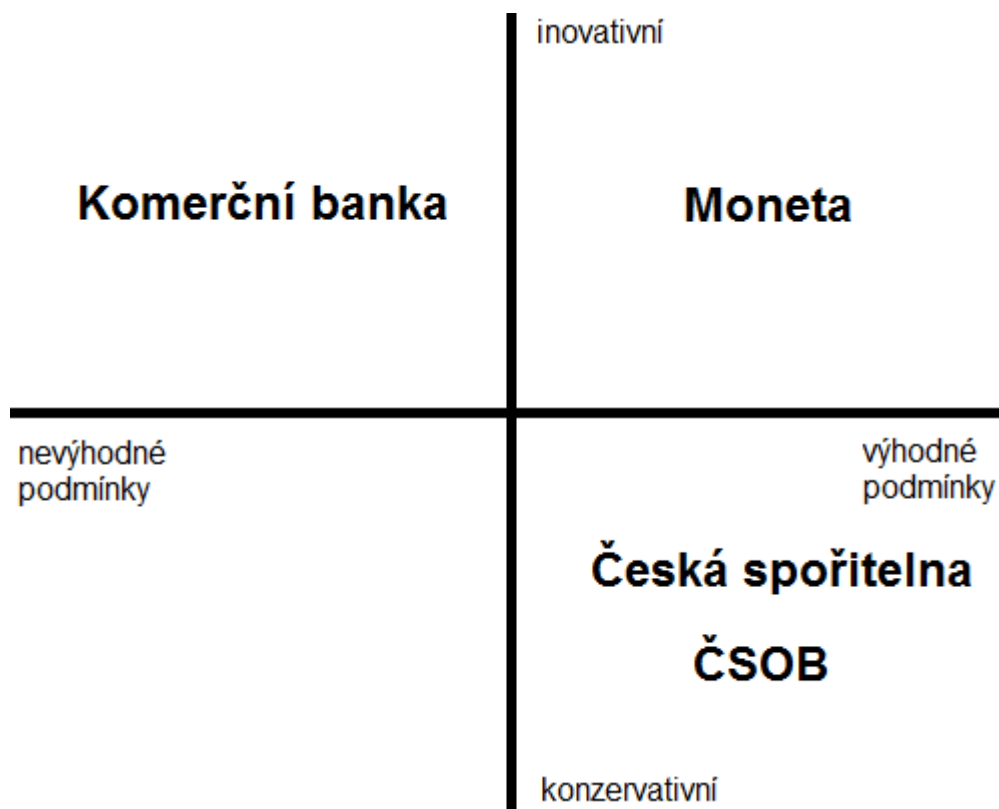 inovativní
Komerční banka
Moneta
nevýhodné
podmínky
výhodné
podmínky
Česká spořitelna
ČSOB
konzervativní